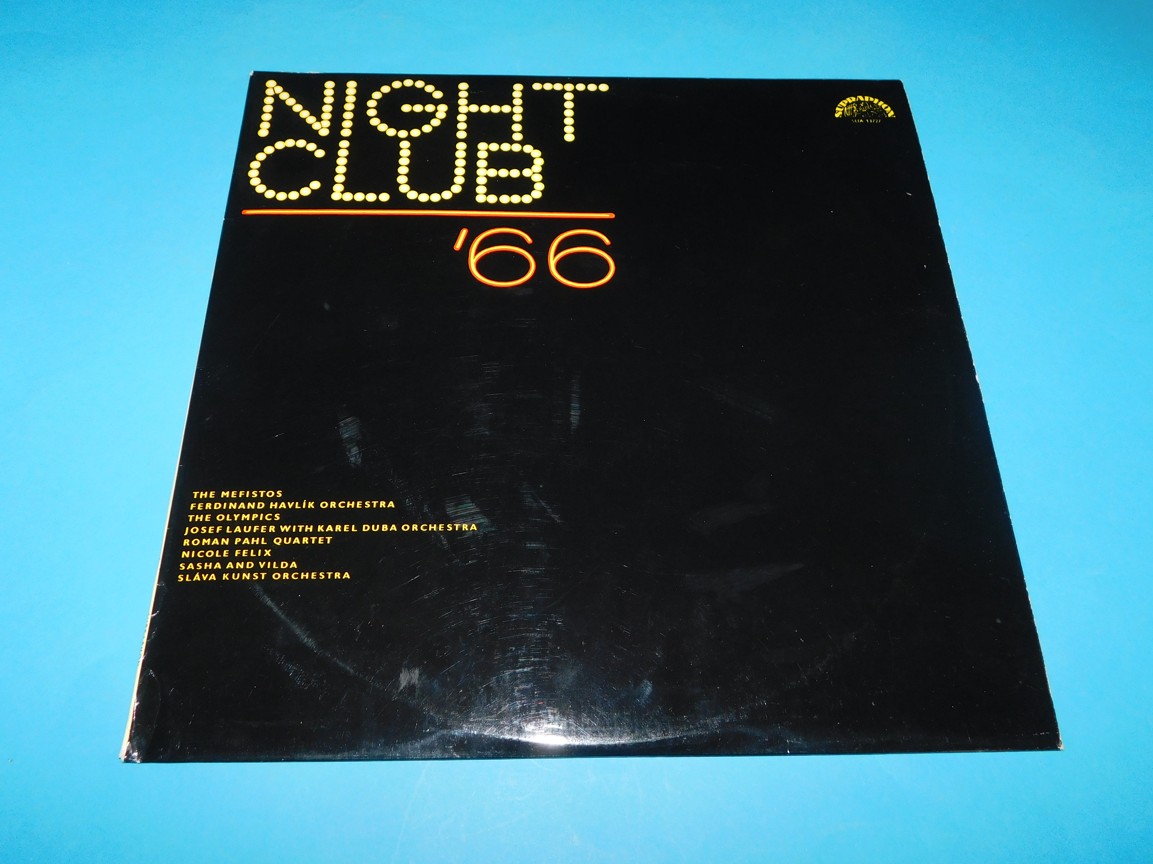 NIGHT
CLUB
'66
SUPRAPHON
THE MEFISTOS
FERDINAND HAVLÍK ORCHESTRA
THE OLYMPICS
JOSEF LAUFER WITH KAREL DUBA ORCHESTRA
ROMAN PAHL QUARTET
NICOLE FELIX
SASHA AND VILDA
SLÁVA KUNST ORCHESTRA